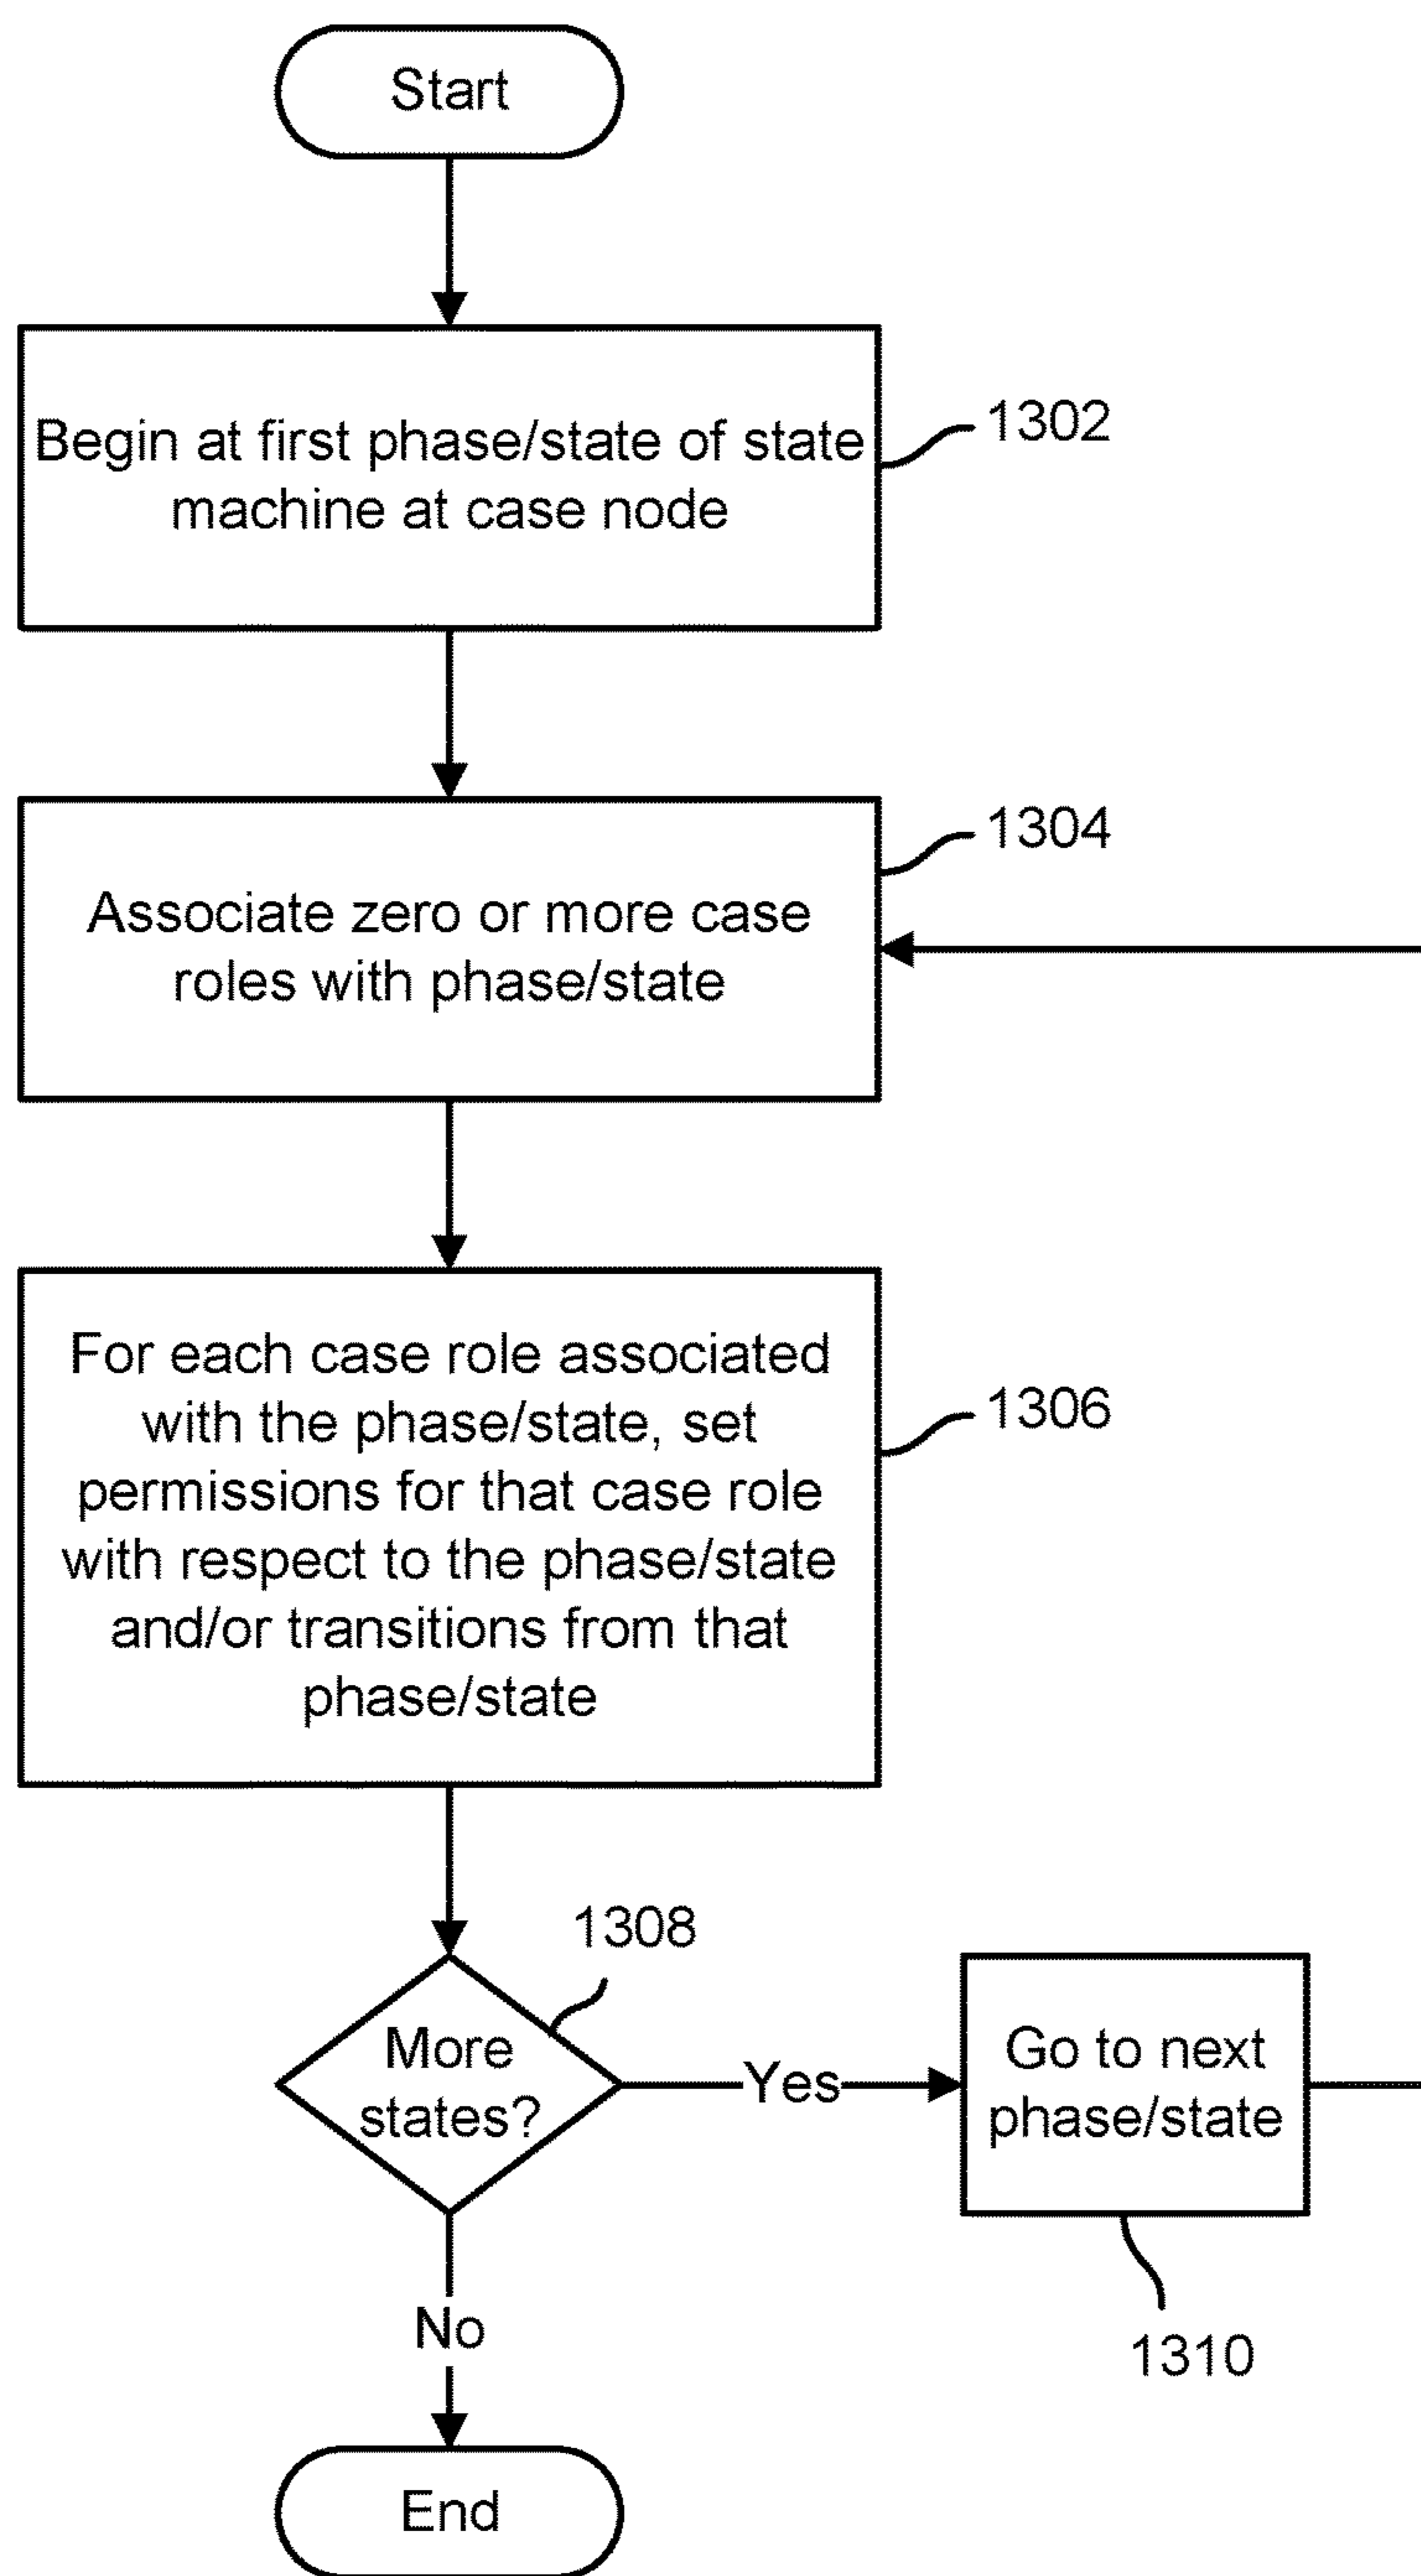 Start
Begin at first phase/state of state
machine at case node
1302
Associate zero or more case
roles with phase/state
1304
For each case role associated
with the phase/state, set
permissions for that case role
with respect to the phase/state
and/or transitions from that
phase/state
1306
More
states?
1308
Yes
Go to next
phase/state
1310
No
End